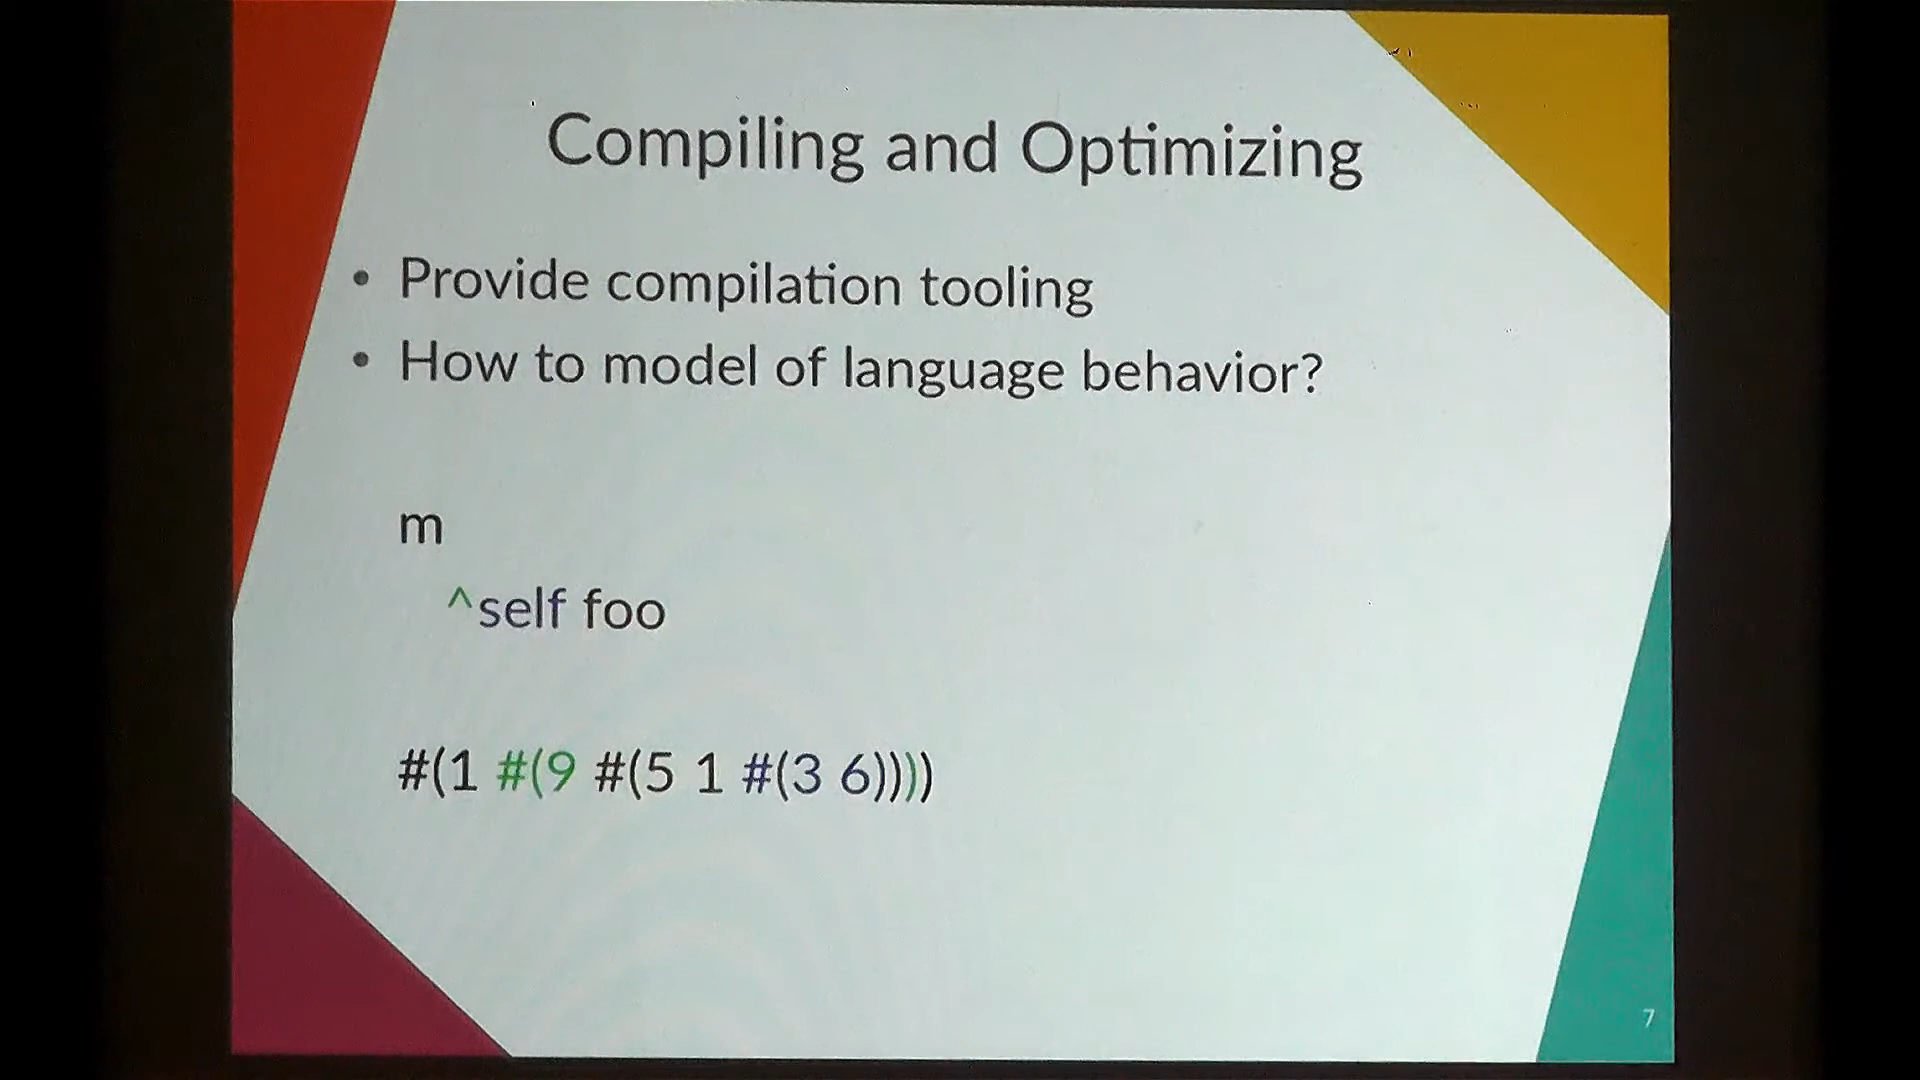 Compiling and Optimizing
• Provide compilation tooling
• How to model of language behavior?
m
^self foo
#(1 #(9 #(5 1 #(3 6))))
7